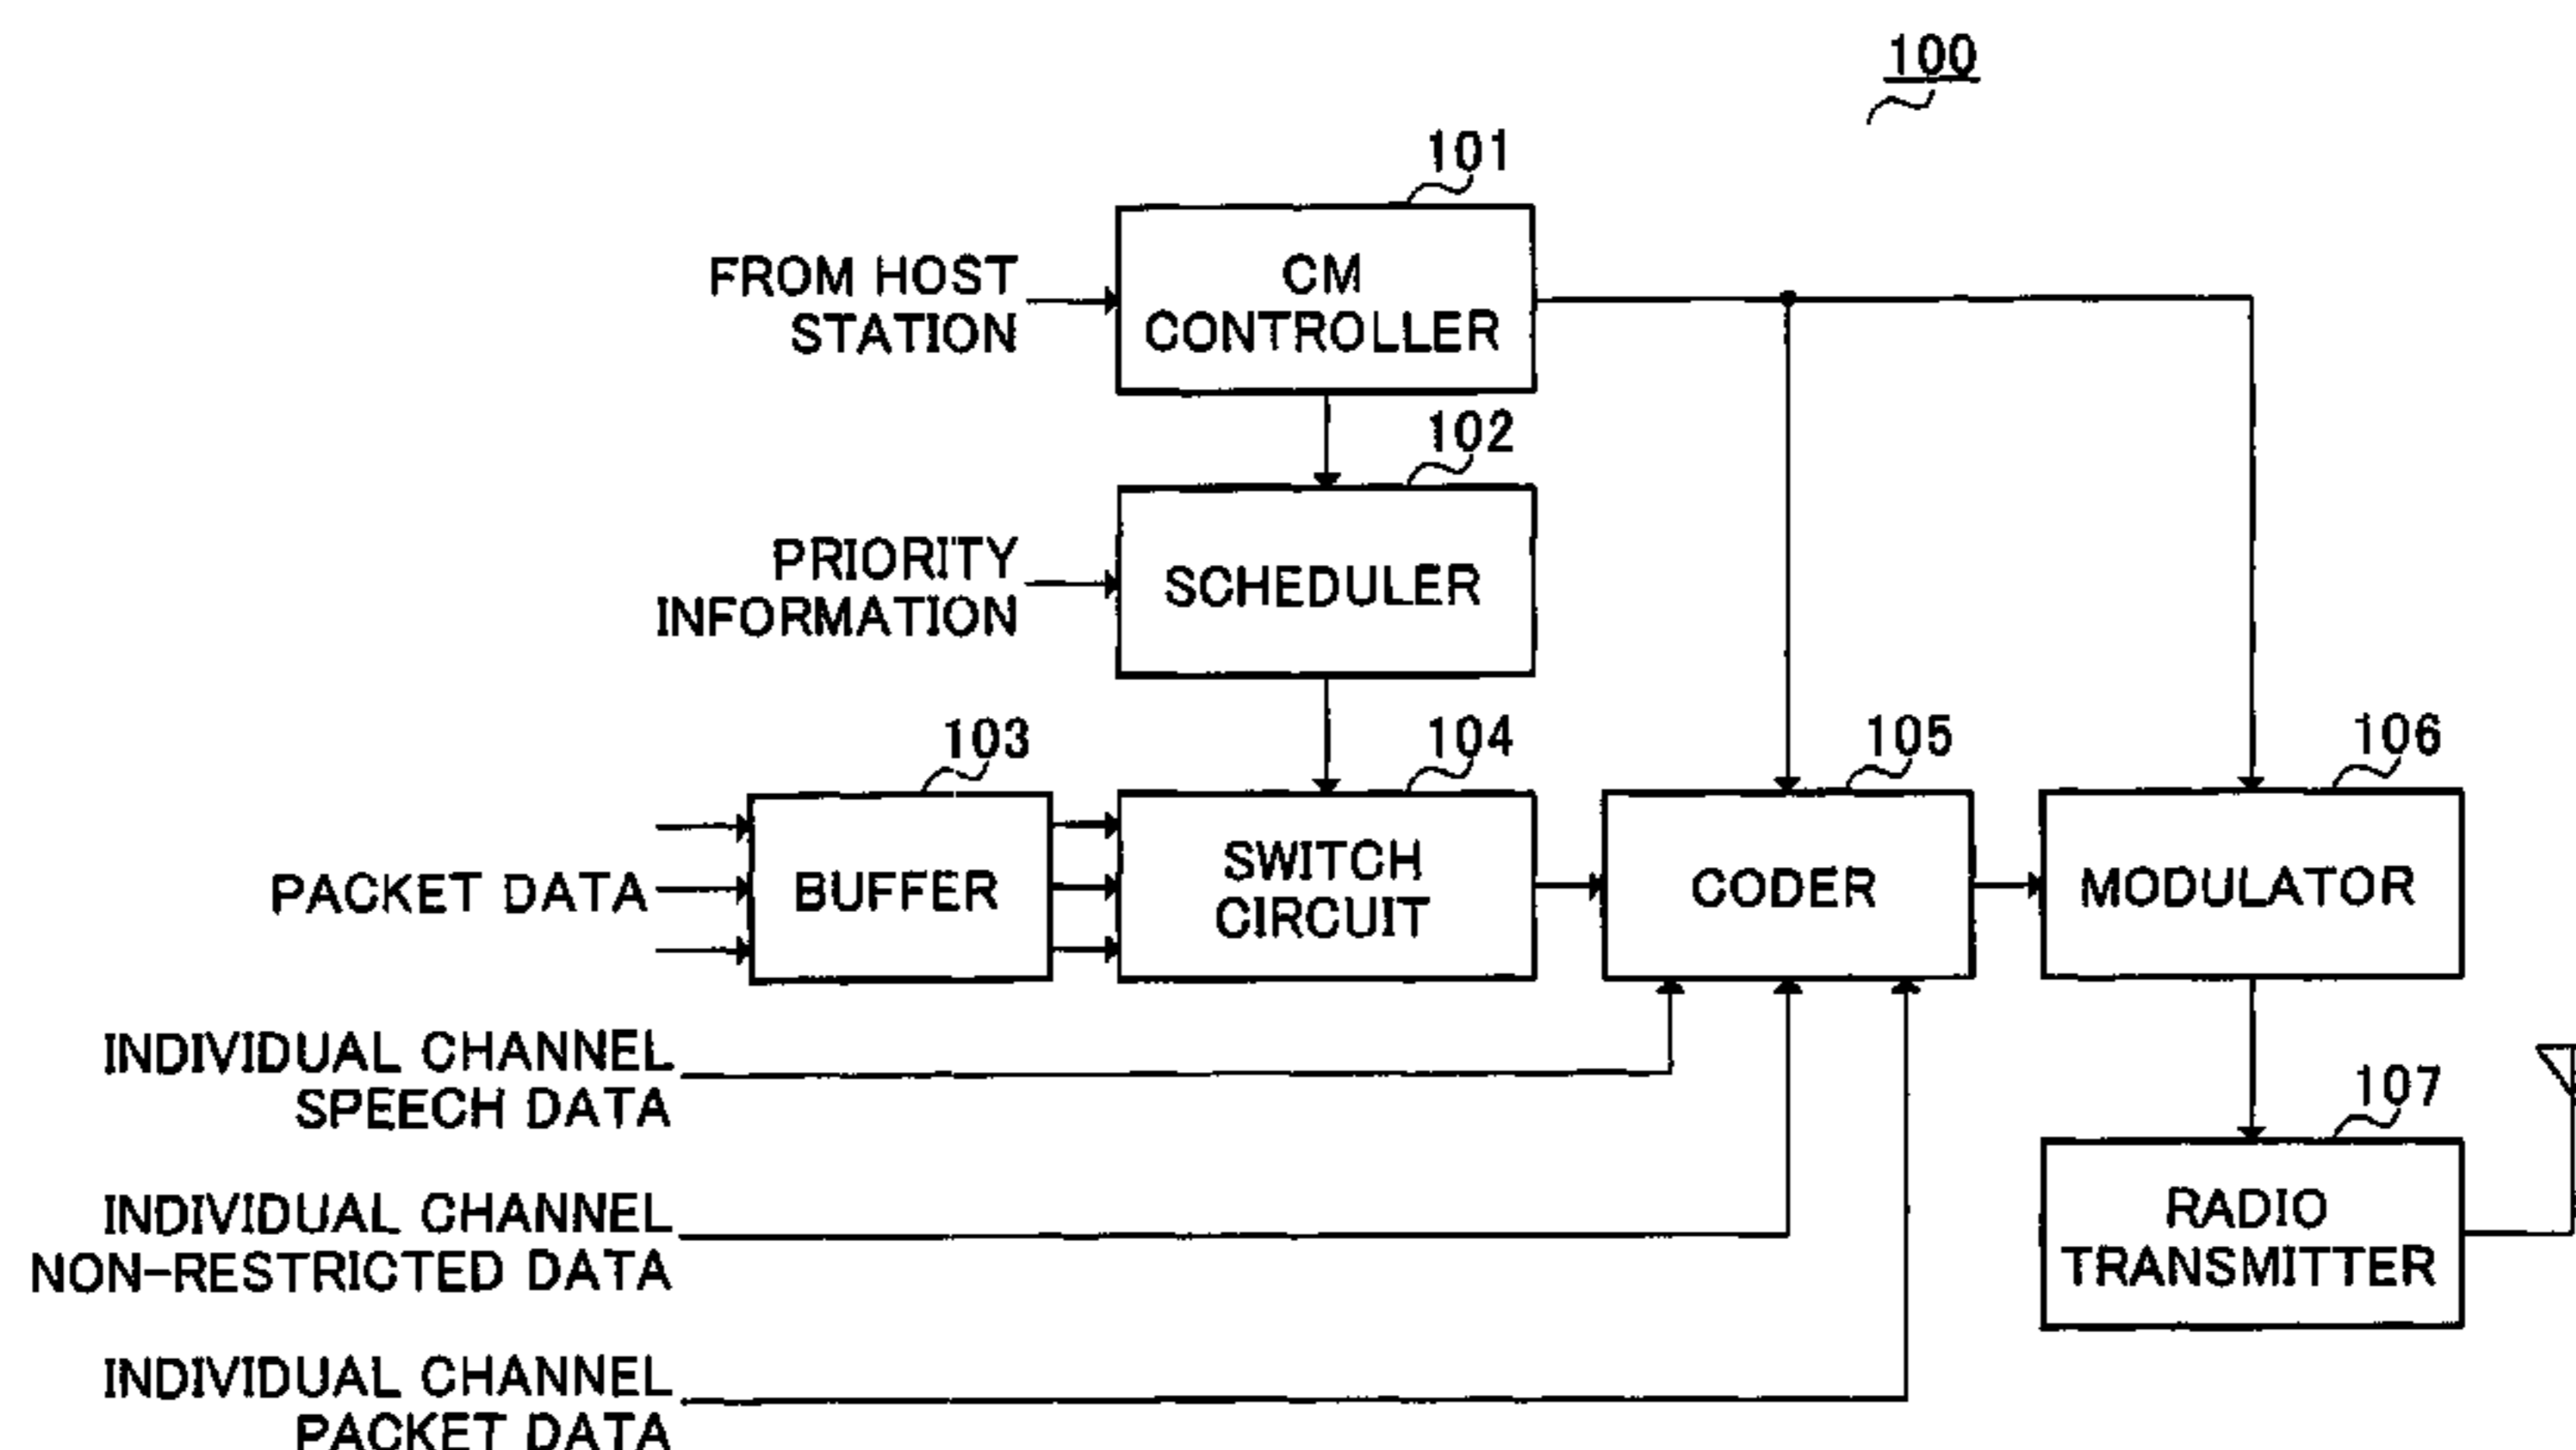 100
101
FROM HOST
STATION
CM
CONTROLLER
102
PRIORITY
INFORMATION
SCHEDULER
103
104
105
106
PACKET DATA
BUFFER
SWITCH
CIRCUIT
CODER
MODULATOR
INDIVIDUAL CHANNEL
SPEECH DATA
107
INDIVIDUAL CHANNEL
NON-RESTRICTED DATA
RADIO
TRANSMITTER
INDIVIDUAL CHANNEL
PACKET DATA